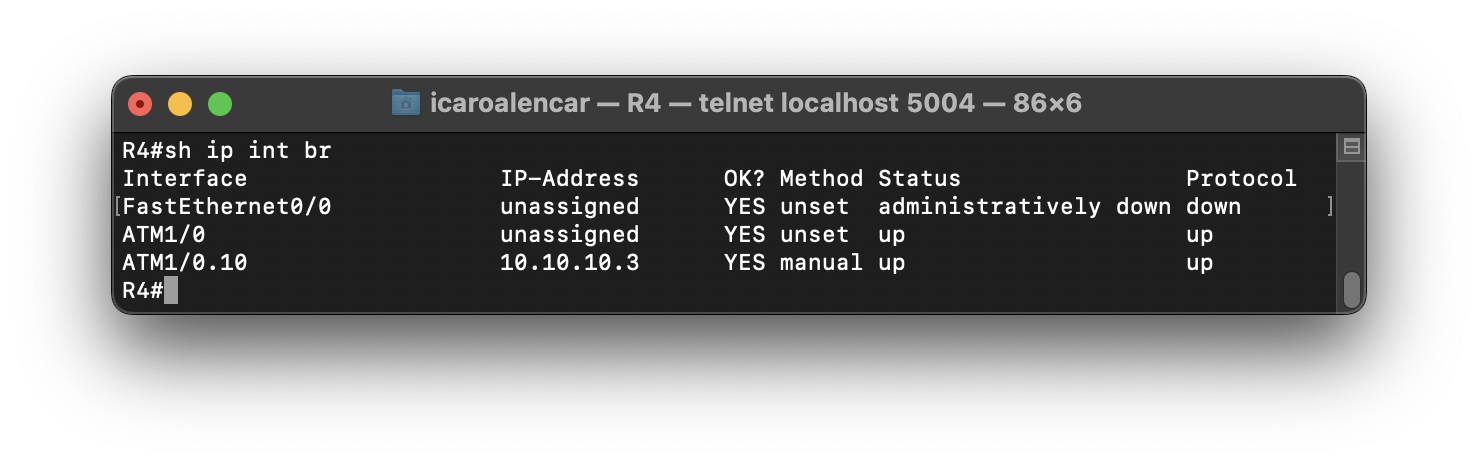 icaroalencar — R4 — telnet localhost 5004 — 86×6
R4#sh ip int br
Interface                  IP-Address      OK? Method Status                Protocol
[FastEthernet0/0            unassigned      YES unset  administratively down down      ]
ATM1/0                     unassigned      YES unset  up                    up
ATM1/0.10                  10.10.10.3      YES manual up                    up
R4#